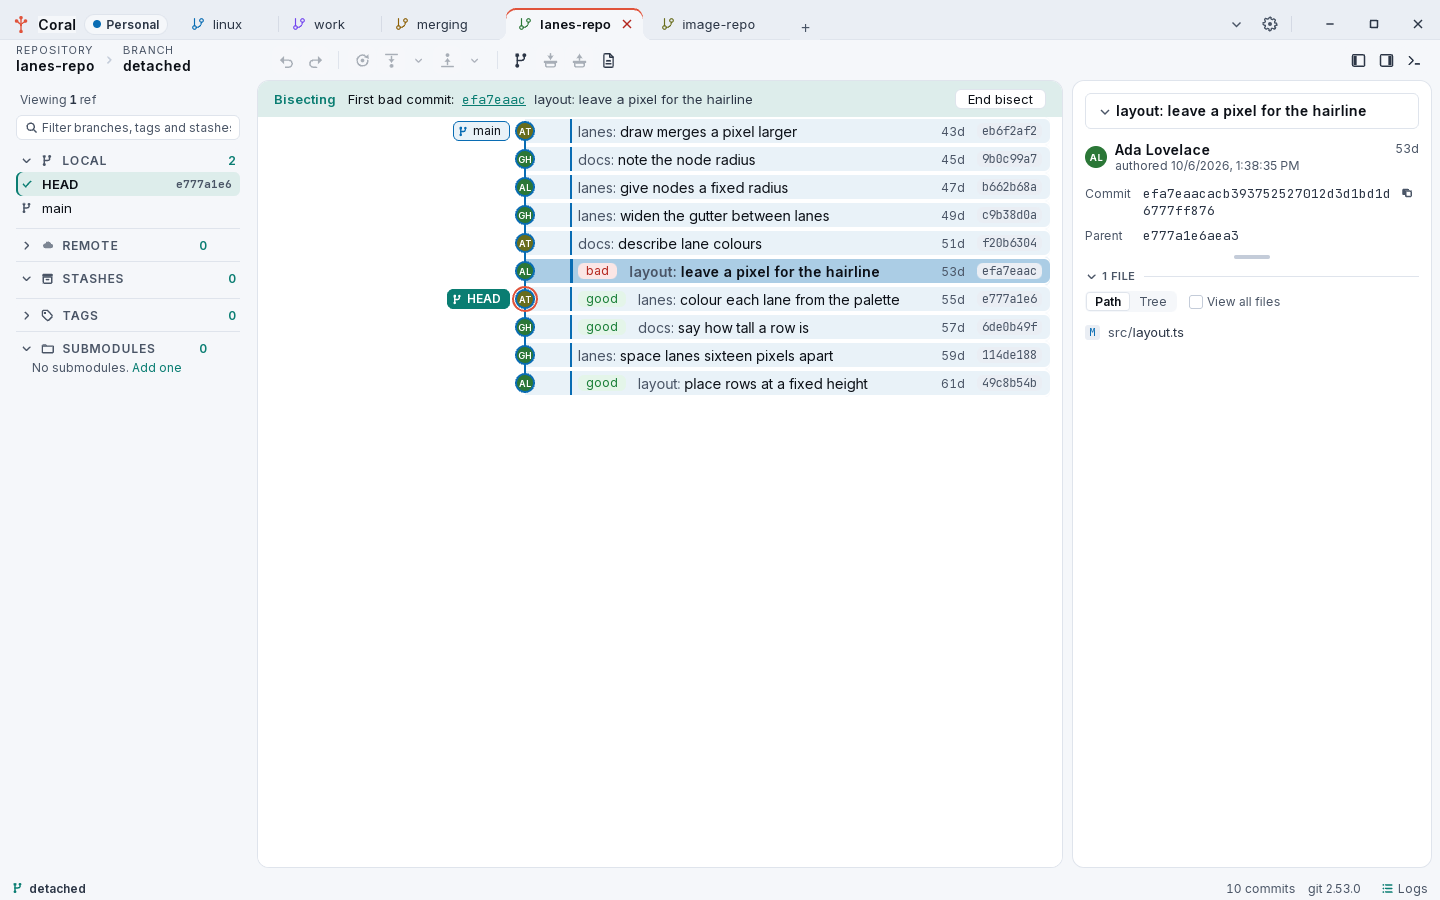 Coral
Personal
linux
work
merging
lanes-repo
image-repo
REPOSITORY
lanes-repo
BRANCH
detached
Viewing 1 ref
Filter branches, tags and stashes
LOCAL 2
HEAD e777a1e6
main
REMOTE 0
STASHES 0
TAGS 0
SUBMODULES 0
No submodules. Add one
Bisecting First bad commit: efa7eaac layout: leave a pixel for the hairline End bisect
main AT lanes: draw merges a pixel larger 43d eb6f2af2
GH docs: note the node radius 45d 9b0c99a7
AL lanes: give nodes a fixed radius 47d b662b68a
GH lanes: widen the gutter between lanes 49d c9b38d0a
AT docs: describe lane colours 51d f20b6304
AL bad layout: leave a pixel for the hairline 53d efa7eaac
HEAD AT good lanes: colour each lane from the palette 55d e777a1e6
GH good docs: say how tall a row is 57d 6de0b49f
GH lanes: space lanes sixteen pixels apart 59d 114de188
AL good layout: place rows at a fixed height 61d 49c8b54b
layout: leave a pixel for the hairline
AL Ada Lovelace 53d
authored 10/6/2026, 1:38:35 PM
Commit efa7eaacacb393752527012d3d1bd1d
6777ff876
Parent e777a1e6aea3
1 FILE
Path Tree View all files
M src/layout.ts
detached
10 commits git 2.53.0 Logs